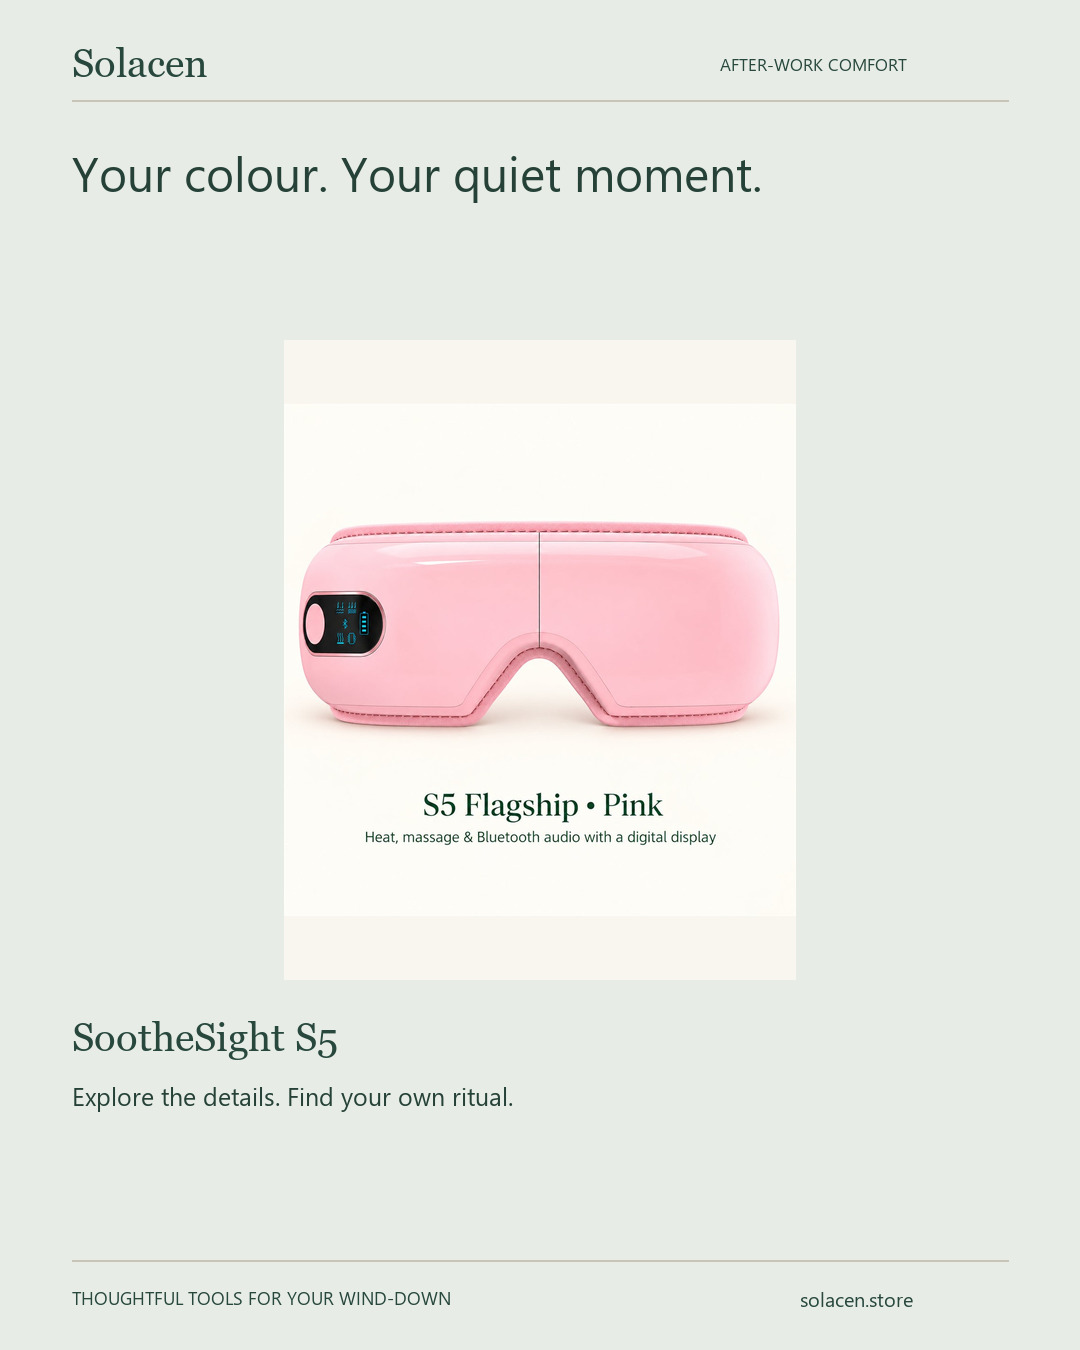 Solacen
AFTER-WORK COMFORT
Your colour. Your quiet moment.
S5 Flagship • Pink
Heat, massage & Bluetooth audio with a digital display
SootheSight S5
Explore the details. Find your own ritual.
THOUGHTFUL TOOLS FOR YOUR WIND-DOWN
solacen.store